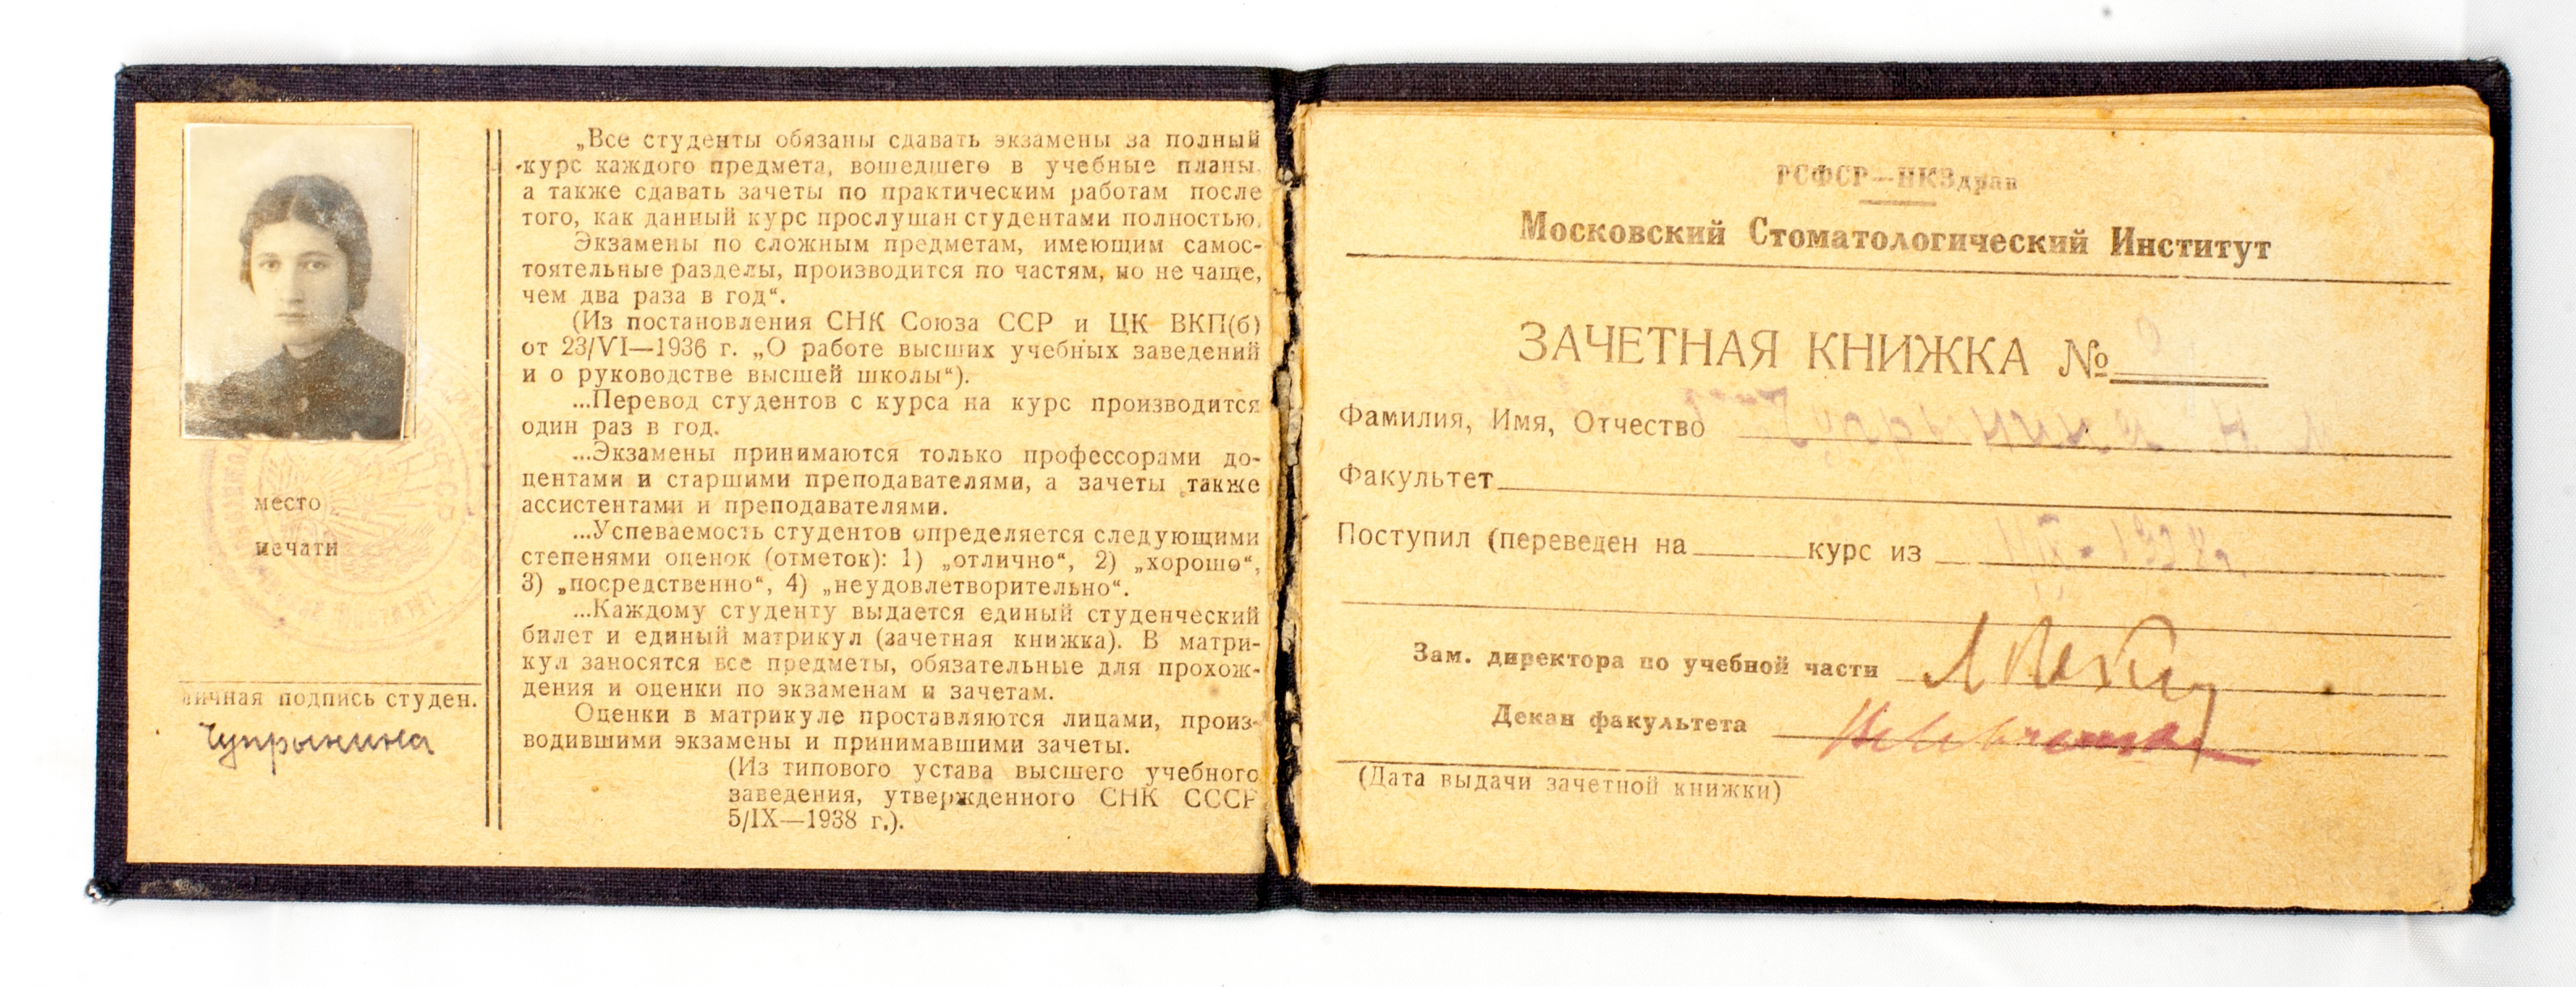 место
печати
личная подпись студен.
Чупрынина
„Все студенты обязаны сдавать экзамены за полный
курс каждого предмета, вошедшего в учебные планы,
а также сдавать зачеты по практическим работам после
того, как данный курс прослушан студентами полностью.
Экзамены по сложным предметам, имеющим самос-
тоятельные разделы, производится по частям, но не чаще,
чем два раза в год“.
(Из постановления СНК Союза ССР и ЦК ВКП(б)
от 23/VI—1936 г. „О работе высших учебных заведений
и о руководстве высшей школы“).
...Перевод студентов с курса на курс производится
один раз в год.
...Экзамены принимаются только профессорами до-
центами и старшими преподавателями, а зачеты также
ассистентами и преподавателями.
...Успеваемость студентов определяется следующими
степенями оценок (отметок): 1) „отлично“, 2) „хорошо“,
3) „посредственно“, 4) „неудовлетворительно“.
...Каждому студенту выдается единый студенческий
билет и единый матрикул (зачетная книжка). В матри-
кул заносятся все предметы, обязательные для прохож-
дения и оценки по экзаменам и зачетам.
Оценки в матрикуле проставляются лицами, произ-
водившими экзамены и принимавшими зачеты.
(Из типового устава высшего учебного
заведения, утвержденного СНК СССР
5/IX—1938 г.).
РСФСР—НКЗдрав
Московский Стоматологический Институт
ЗАЧЕТНАЯ КНИЖКА №
Фамилия, Имя, Отчество
Факультет
Поступил (переведен на курс из
Зам. директора по учебной части
Декан факультета
(Дата выдачи зачетной книжки)